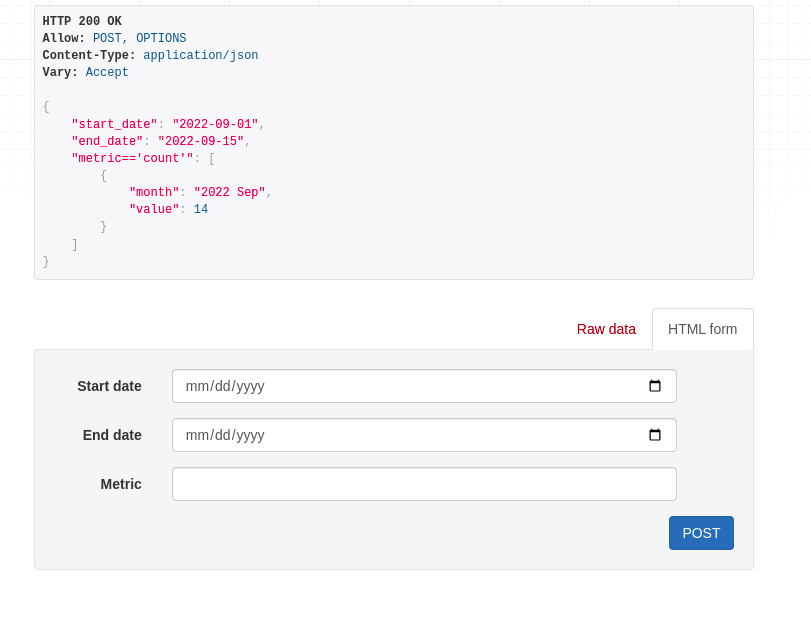 HTTP 200 OK
Allow: POST, OPTIONS
Content-Type: application/json
Vary: Accept
{
"start_date": "2022-09-01",
"end_date": "2022-09-15",
"metric=='count'": [
{
"month": "2022 Sep",
"value": 14
}
]
}
Raw data HTML form
Start date mm/dd/yyyy
End date mm/dd/yyyy
Metric
POST